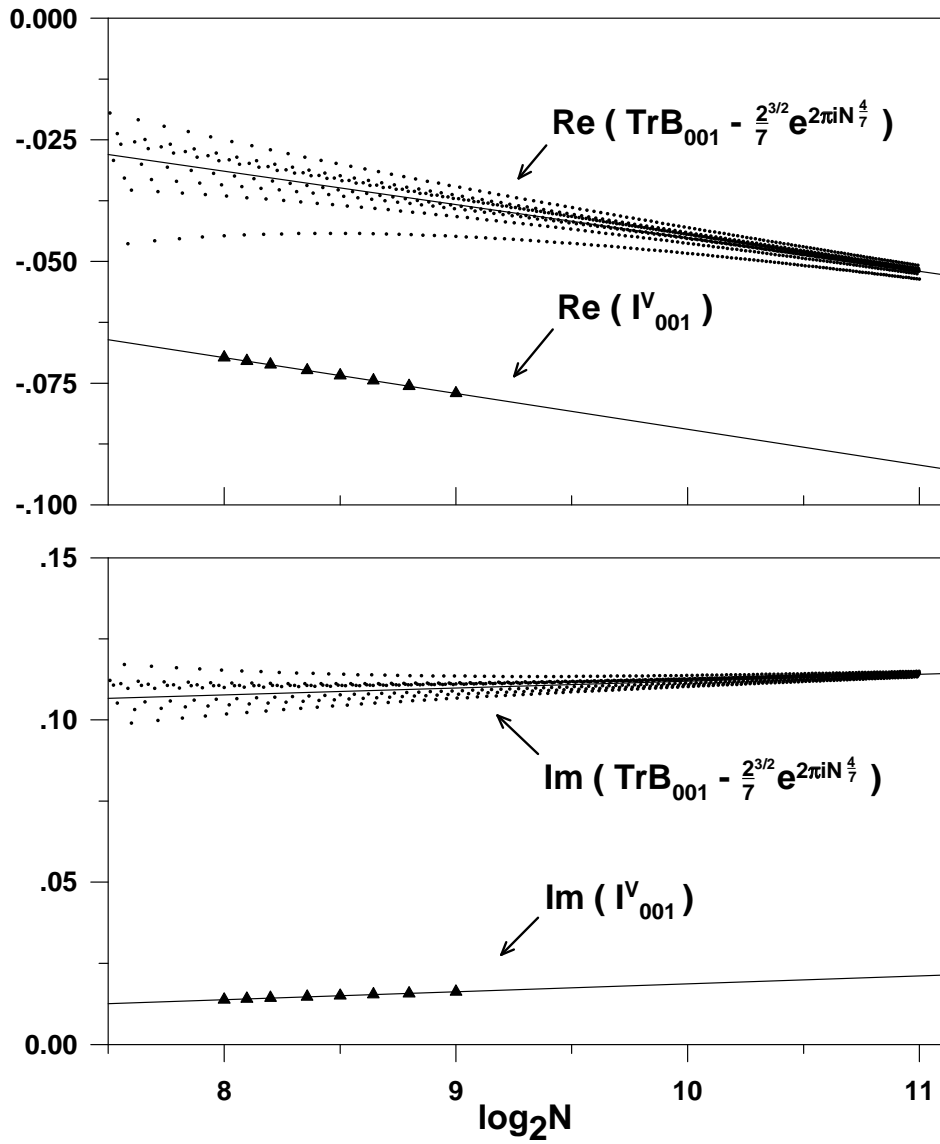 0.000
-.025
-.050
-.075
-.100
Re ( TrB₀₀₁ - 2^{3/2}/7 e^{2πiN 4/7} )
Re ( I^V₀₀₁ )
.15
.10
.05
0.00
Im ( TrB₀₀₁ - 2^{3/2}/7 e^{2πiN 4/7} )
Im ( I^V₀₀₁ )
8 9 10 11
log₂N